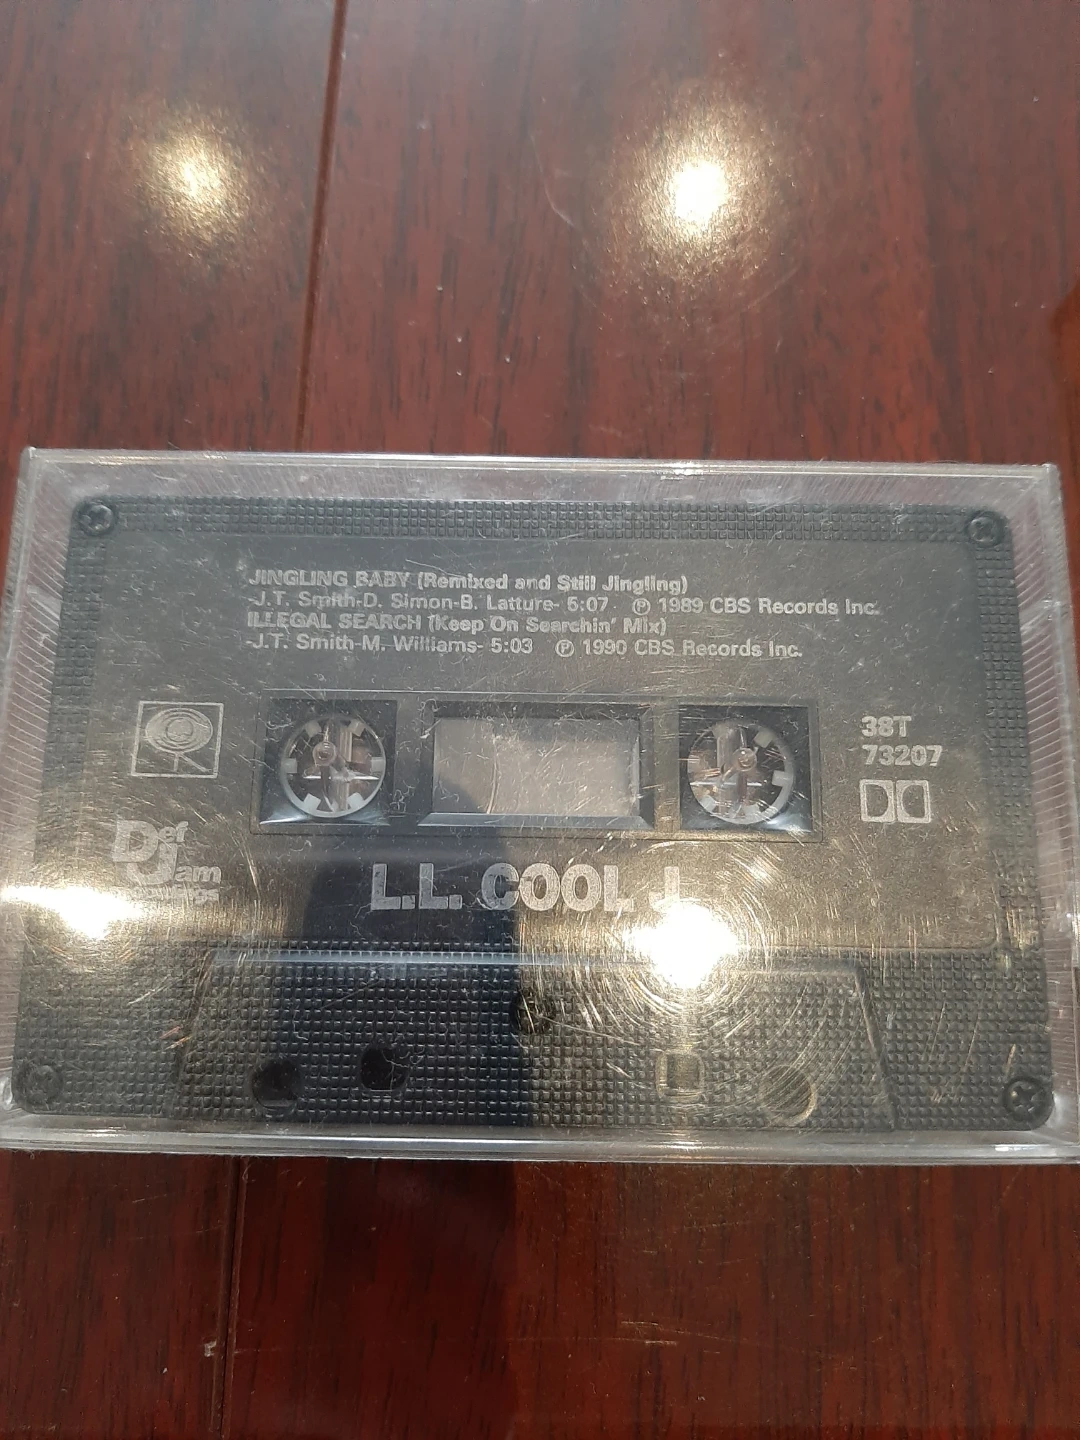 JINGLING BABY (Remixed and Still Jingling)
-J.T. Smith-D. Simon-B. Latture- 5:07 ℗ 1989 CBS Records Inc.
ILLEGAL SEARCH (Keep On Searchin' Mix)
-J.T. Smith-M. Williams- 5:03 ℗ 1990 CBS Records Inc.
38T
73207
Def
Jam
Recordings
L.L. COOL J